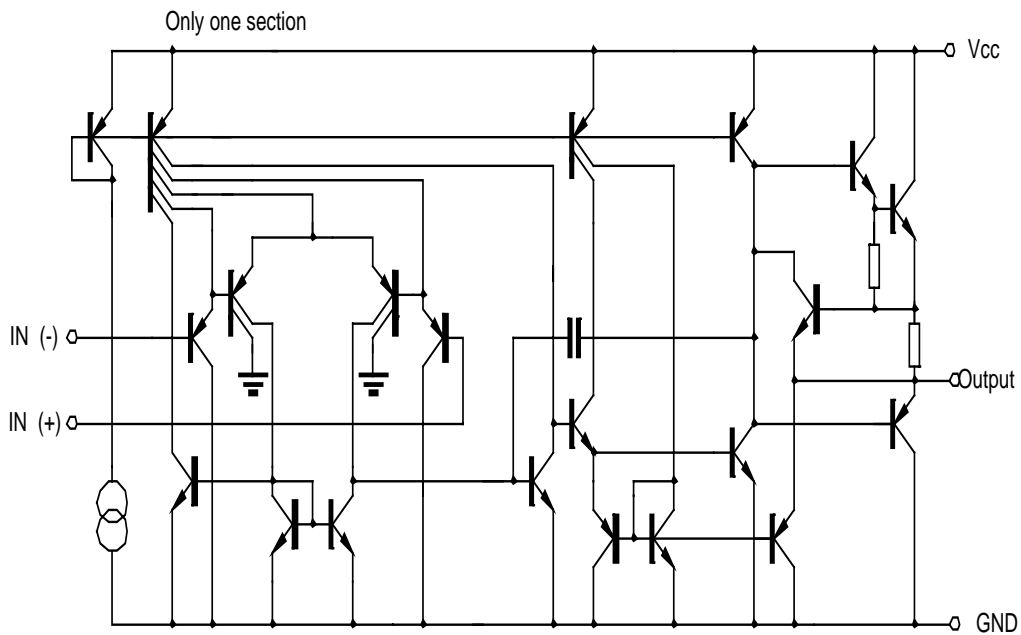 Only one section
Vcc
IN (-)
Output
IN (+)
GND